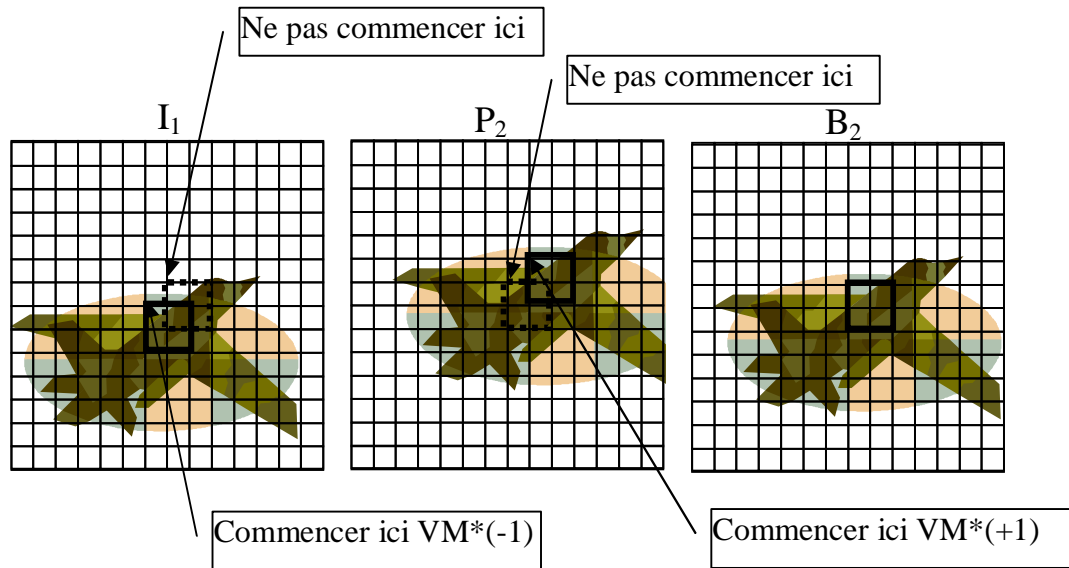 Ne pas commencer ici
Ne pas commencer ici
I₁
P₂
B₂
Commencer ici VM*(-1)
Commencer ici VM*(+1)